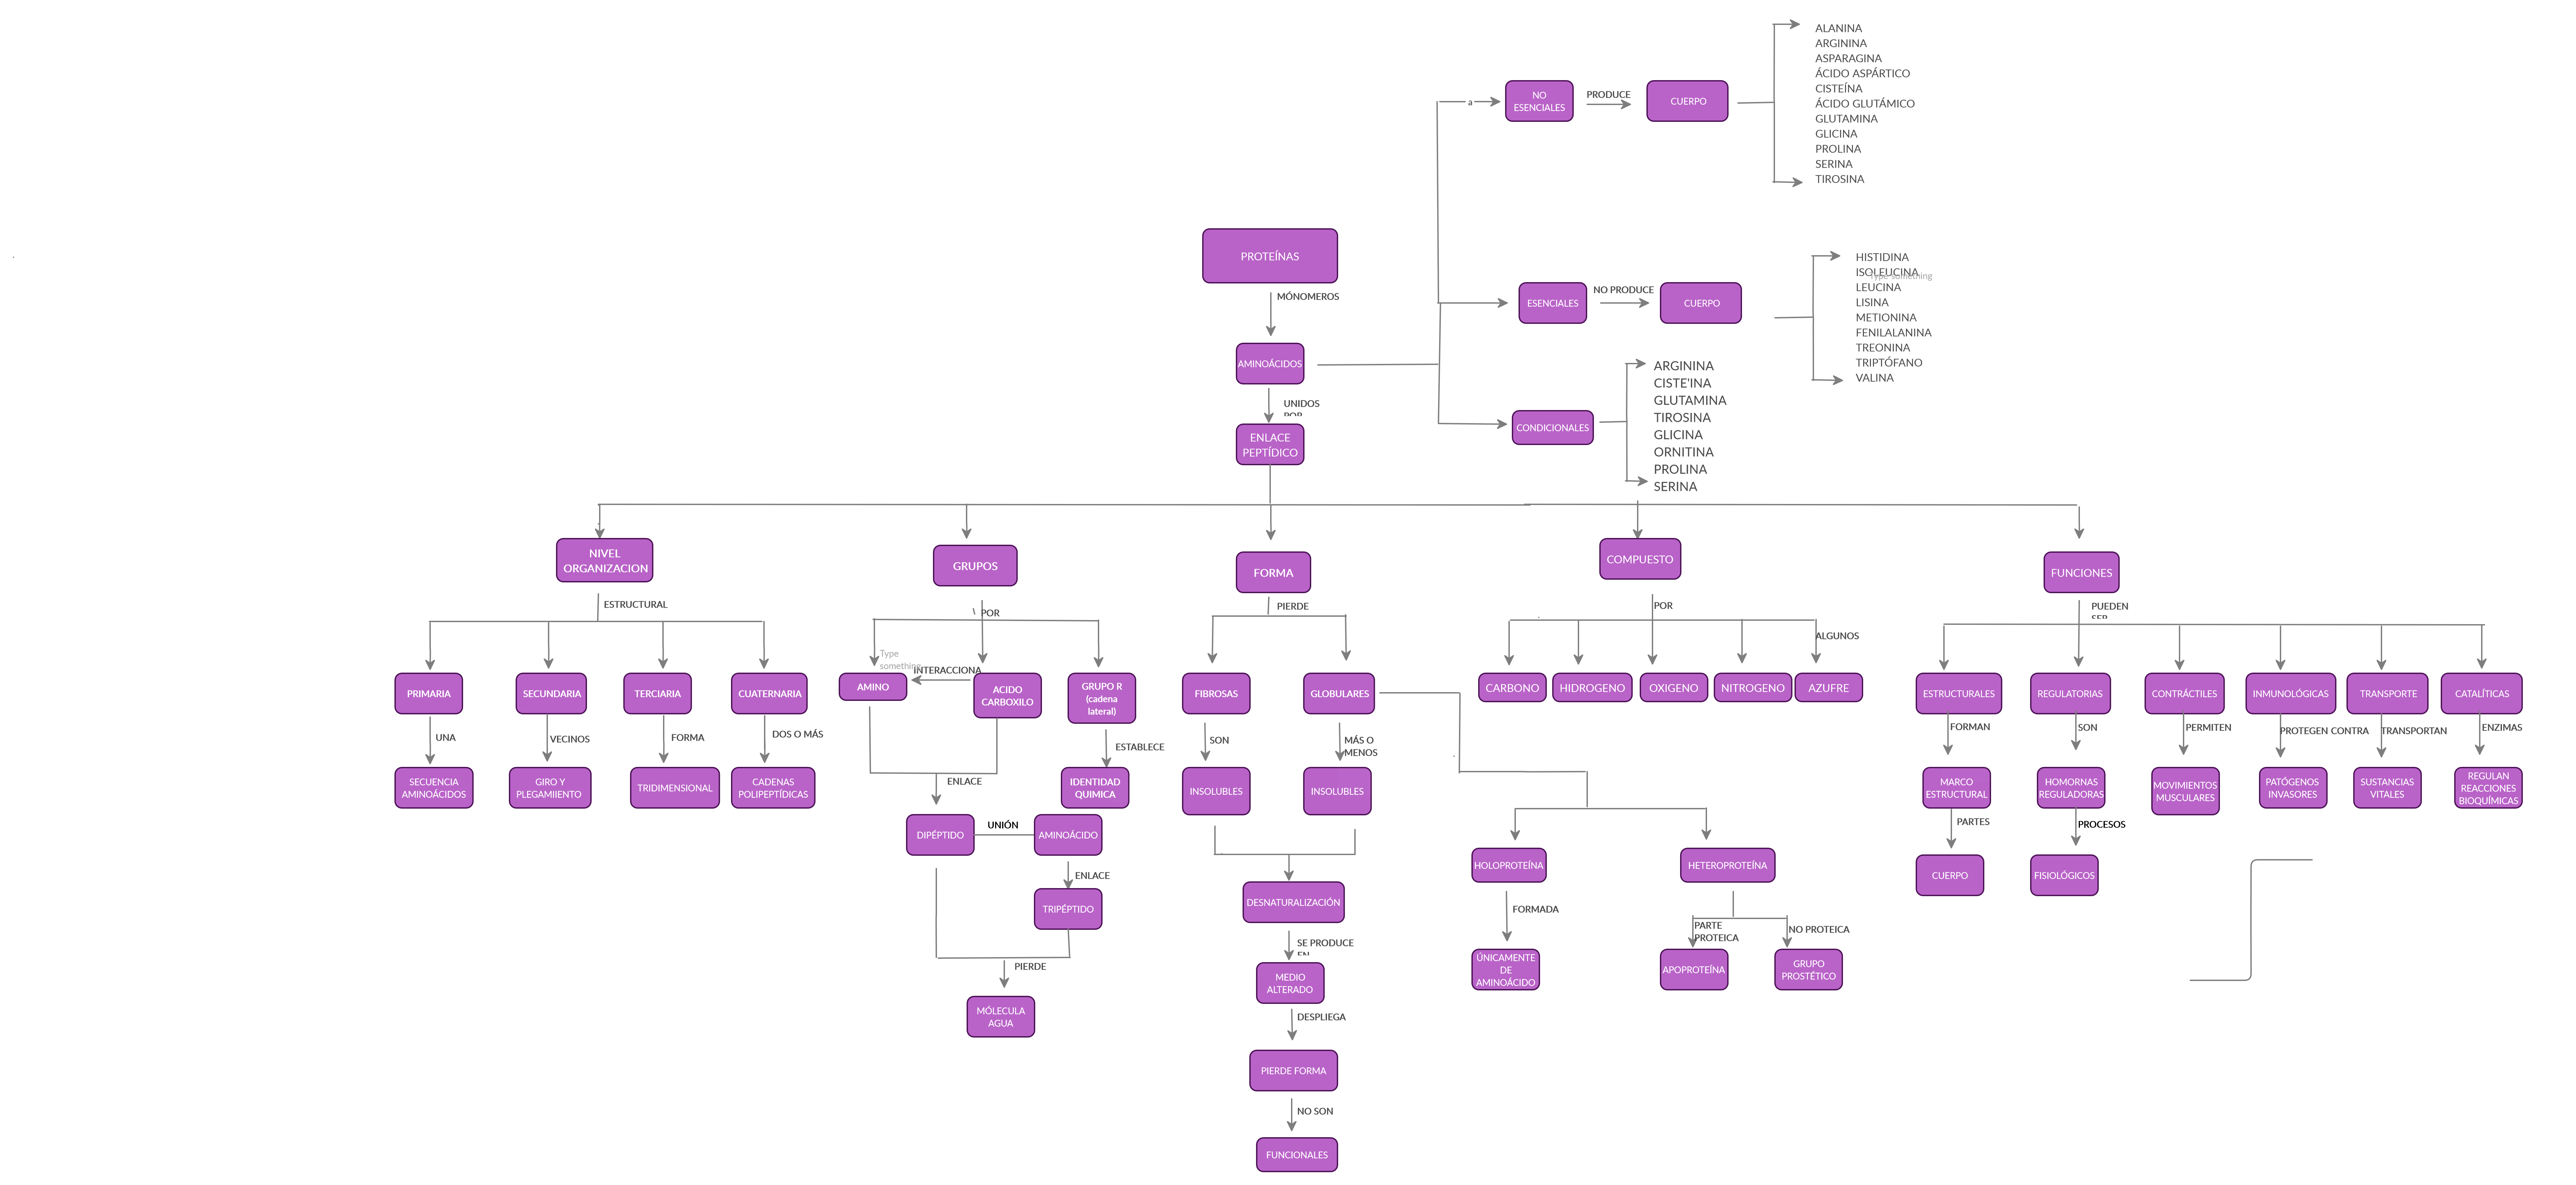 ALANINA
ARGININA
ASPARAGINA
ÁCIDO ASPÁRTICO
CISTEÍNA
ÁCIDO GLUTÁMICO
GLUTAMINA
GLICINA
PROLINA
SERINA
TIROSINA
a
NO
ESENCIALES
PRODUCE
CUERPO
PROTEÍNAS
MÓNOMEROS
AMINOÁCIDOS
UNIDOS
POR
ENLACE
PEPTÍDICO
ESENCIALES
NO PRODUCE
CUERPO
HISTIDINA
ISOLEUCINA
Type something
LEUCINA
LISINA
METIONINA
FENILALANINA
TREONINA
TRIPTÓFANO
VALINA
CONDICIONALES
ARGININA
CISTE'INA
GLUTAMINA
TIROSINA
GLICINA
ORNITINA
PROLINA
SERINA
NIVEL
ORGANIZACION
ESTRUCTURAL
PRIMARIA
SECUNDARIA
TERCIARIA
CUATERNARIA
UNA
VECINOS
FORMA
DOS O MÁS
SECUENCIA
AMINOÁCIDOS
GIRO Y
PLEGAMIIENTO
TRIDIMENSIONAL
CADENAS
POLIPEPTÍDICAS
GRUPOS
\ POR
Type
something
INTERACCIONA
AMINO
ACIDO
CARBOXILO
GRUPO R
(cadena
lateral)
ESTABLECE
IDENTIDAD
QUIMICA
ENLACE
DIPÉPTIDO
UNIÓN
AMINOÁCIDO
ENLACE
TRIPÉPTIDO
PIERDE
MÓLECULA
AGUA
FORMA
PIERDE
FIBROSAS
GLOBULARES
SON
MÁS O
MENOS
INSOLUBLES
INSOLUBLES
DESNATURALIZACIÓN
SE PRODUCE
EN
MEDIO
ALTERADO
DESPLIEGA
PIERDE FORMA
NO SON
FUNCIONALES
HOLOPROTEÍNA
HETEROPROTEÍNA
FORMADA
ÚNICAMENTE
DE
AMINOÁCIDO
PARTE
PROTEICA
NO PROTEICA
APOPROTEÍNA
GRUPO
PROSTÉTICO
COMPUESTO
POR
ALGUNOS
CARBONO
HIDROGENO
OXIGENO
NITROGENO
AZUFRE
FUNCIONES
PUEDEN
SER
ESTRUCTURALES
REGULATORIAS
CONTRÁCTILES
INMUNOLÓGICAS
TRANSPORTE
CATALÍTICAS
FORMAN
SON
PERMITEN
PROTEGEN CONTRA
TRANSPORTAN
ENZIMAS
MARCO
ESTRUCTURAL
HOMORNAS
REGULADORAS
MOVIMIENTOS
MUSCULARES
PATÓGENOS
INVASORES
SUSTANCIAS
VITALES
REGULAN
REACCIONES
BIOQUÍMICAS
PARTES
PROCESOS
CUERPO
FISIOLÓGICOS